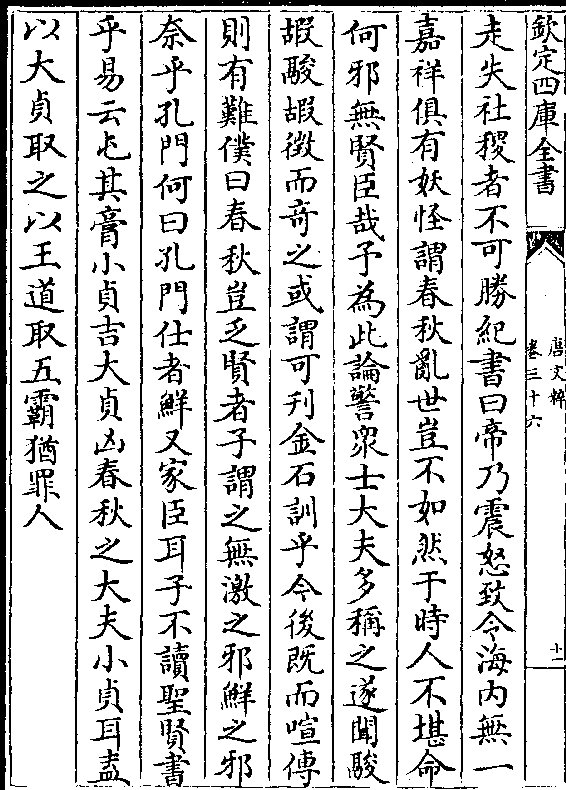 欽定四庫全書
唐文粹
卷三十六
十一
走失社稷者不可勝紀書曰帝乃震怒致令海内無一
嘉祥俱有妖怪謂春秋亂世豈不如然于時人不堪命
何邪無賢臣哉予為此論警衆士大夫多稱之遂聞駿
嘏駿嘏徴而竒之或謂可刋金石訓乎今後既而喧傳
則有難僕曰春秋豈乏賢者子謂之無激之邪鮮之邪
奈乎孔門何曰孔門仕者鮮又家臣耳子不讀聖賢書
乎易云屯其膏小貞吉大貞凶春秋之大夫小貞耳盍
以大貞取之以王道取五霸猶罪人